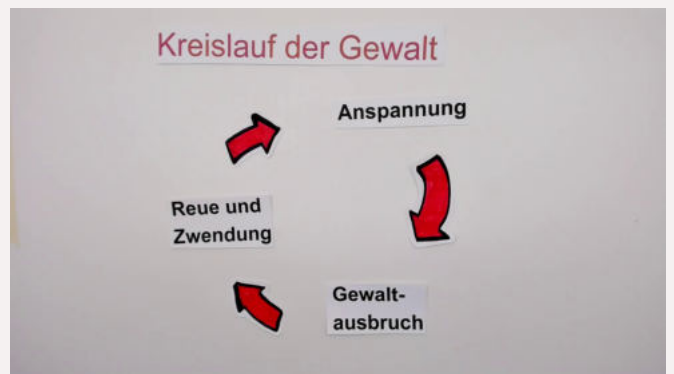 Kreislauf der Gewalt
Anspannung
Gewalt-
ausbruch
Reue und
Zwendung